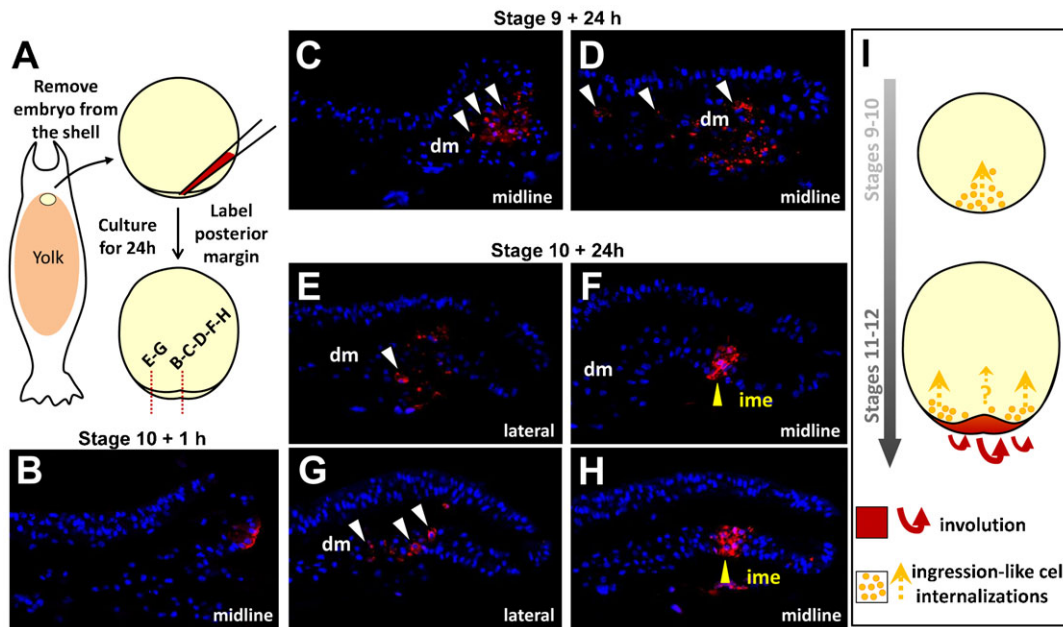 Stage 9 + 24 h
A
Remove
embryo from
the shell
Yolk
Culture
for 24h
Label
posterior
margin
E-G
B-C-D-F-H
C
dm
midline
D
dm
midline
Stage 10 + 24h
E
dm
lateral
F
dm
ime
midline
Stage 10 + 1 h
B
midline
G
dm
lateral
H
ime
midline
I
Stages 9-10
Stages 11-12
?
involution
ingression-like cell
internalizations